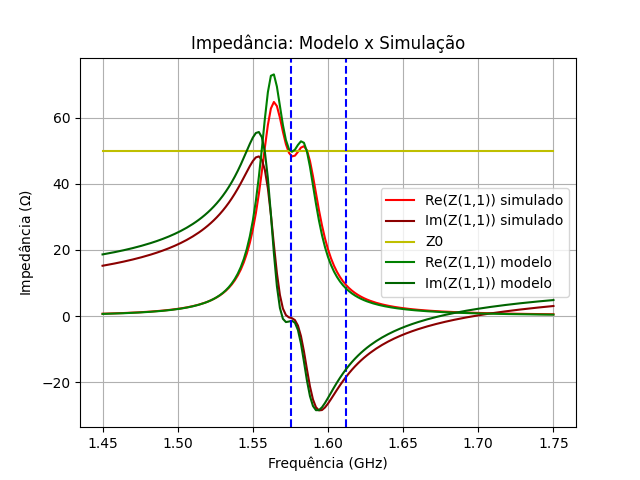 Impedância: Modelo x Simulação
Impedância (Ω)
60
40
20
0
−20
Re(Z(1,1)) simulado
Im(Z(1,1)) simulado
Z0
Re(Z(1,1)) modelo
Im(Z(1,1)) modelo
1.45 1.50 1.55 1.60 1.65 1.70 1.75
Frequência (GHz)